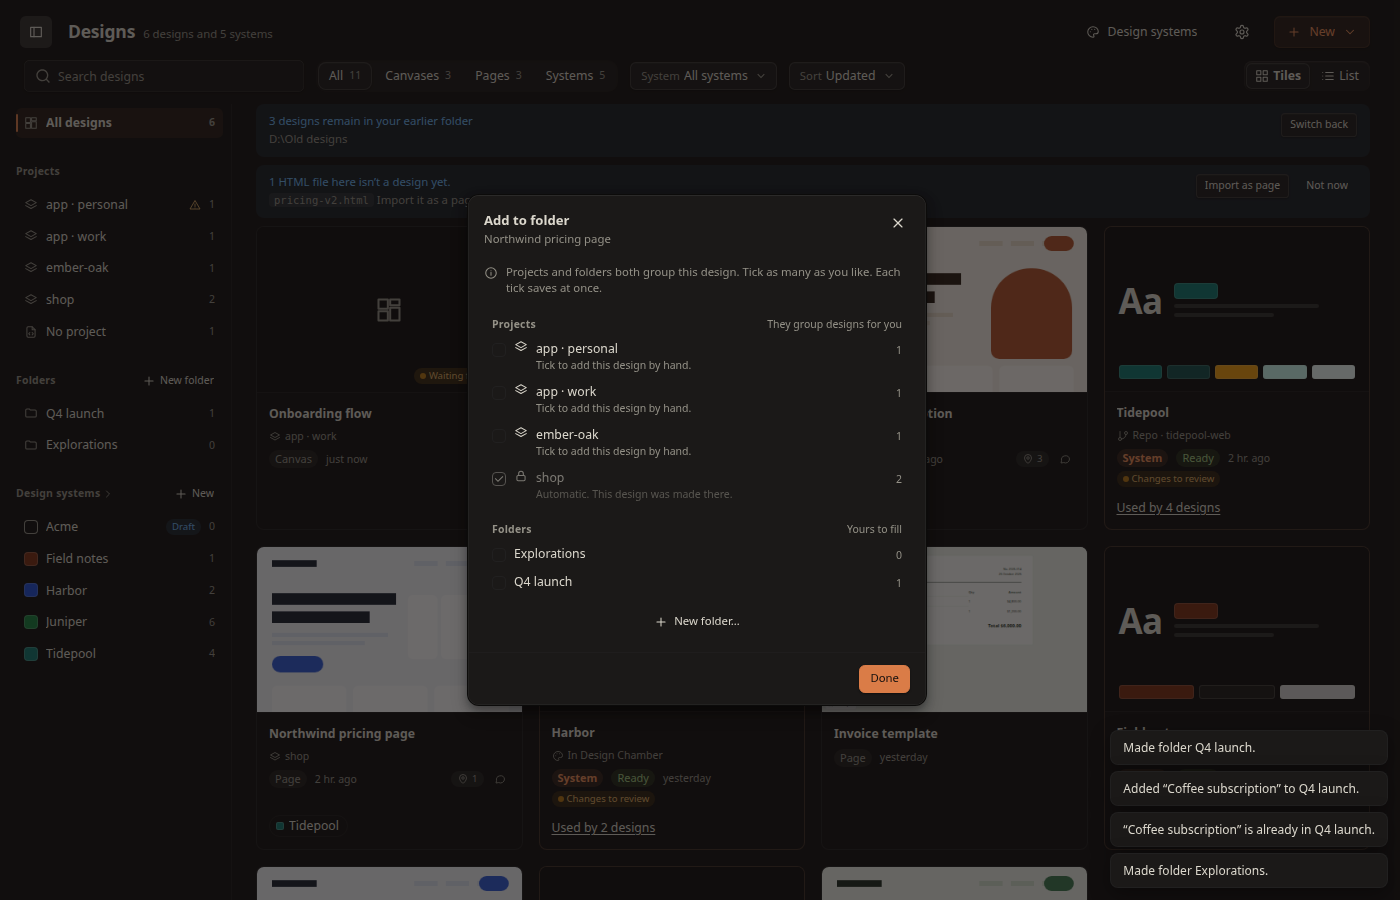 Designs 6 designs and 5 systems
Design systems
New
Search designs
All 11 Canvases 3 Pages 3 Systems 5
System All systems
Sort Updated
Tiles List
All designs 6
Projects
app · personal 1
app · work 1
ember-oak 1
shop 2
No project 1
Folders New folder
Q4 launch 1
Explorations 0
Design systems New
Acme Draft 0
Field notes 1
Harbor 2
Juniper 6
Tidepool 4
3 designs remain in your earlier folder
D:\Old designs
Switch back
1 HTML file here isn't a design yet.
pricing-v2.html Import it as a pag
Import as page Not now
Add to folder
Northwind pricing page
Projects and folders both group this design. Tick as many as you like. Each
tick saves at once.
Projects They group designs for you
app · personal 1
Tick to add this design by hand.
app · work 1
Tick to add this design by hand.
ember-oak 1
Tick to add this design by hand.
shop 2
Automatic. This design was made there.
Folders Yours to fill
Explorations 0
Q4 launch 1
New folder...
Done
Waiting
Onboarding flow
app · work
Canvas just now
tion
ago 3
Aa
Tidepool
Repo · tidepool-web
System Ready 2 hr. ago
Changes to review
Used by 4 designs
Northwind pricing page
shop
Page 2 hr. ago 1
Tidepool
Harbor
In Design Chamber
System Ready yesterday
Changes to review
Used by 2 designs
Invoice template
Page yesterday
Aa
Made folder Q4 launch.
Added “Coffee subscription” to Q4 launch.
“Coffee subscription” is already in Q4 launch.
Made folder Explorations.